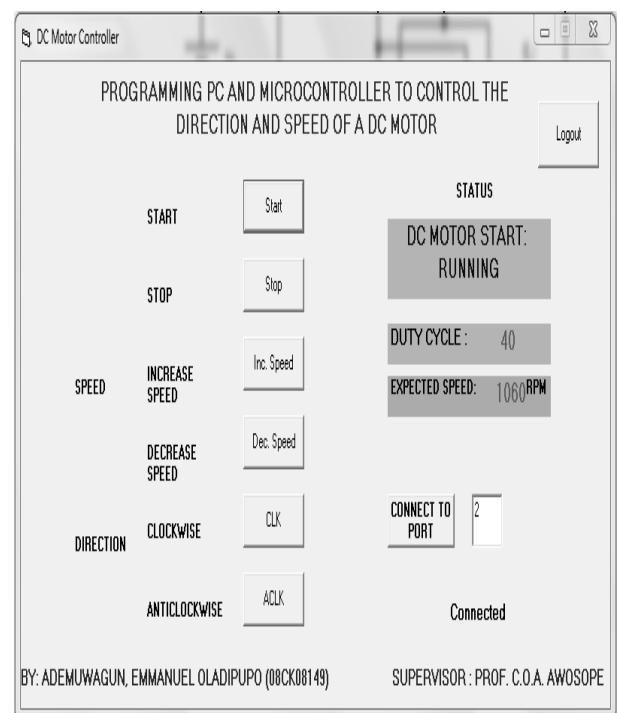 DC Motor Controller
PROGRAMMING PC AND MICROCONTROLLER TO CONTROL THE
DIRECTION AND SPEED OF A DC MOTOR
Logout
START
Start
STOP
Stop
SPEED
INCREASE
SPEED
Inc. Speed
DECREASE
SPEED
Dec. Speed
DIRECTION
CLOCKWISE
CLK
ANTICLOCKWISE
ACLK
STATUS
DC MOTOR START:
RUNNING
DUTY CYCLE : 40
EXPECTED SPEED: 1060 RPM
CONNECT TO
PORT
2
Connected
BY: ADEMUWAGUN, EMMANUEL OLADIPUPO (08CK08149)
SUPERVISOR : PROF. C.O.A. AWOSOPE